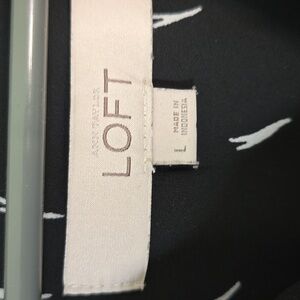 ANN TAYLOR
LOFT
MADE IN
INDONESIA
L